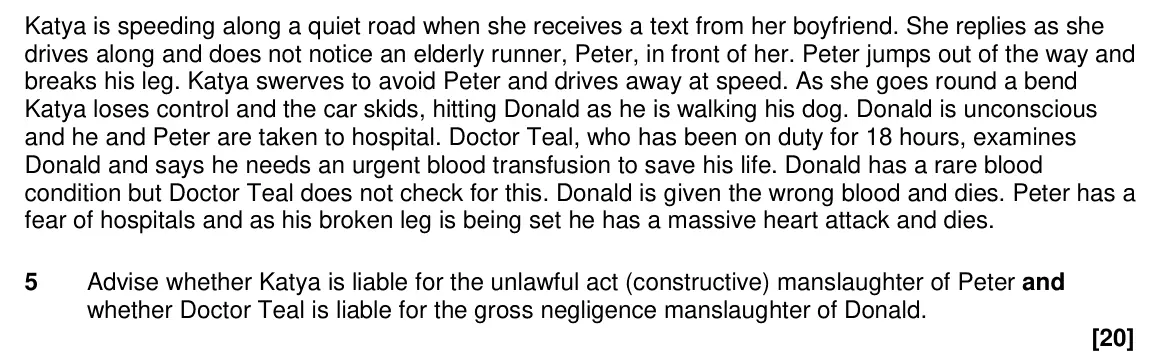 Katya is speeding along a quiet road when she receives a text from her boyfriend. She replies as she
drives along and does not notice an elderly runner, Peter, in front of her. Peter jumps out of the way and
breaks his leg. Katya swerves to avoid Peter and drives away at speed. As she goes round a bend
Katya loses control and the car skids, hitting Donald as he is walking his dog. Donald is unconscious
and he and Peter are taken to hospital. Doctor Teal, who has been on duty for 18 hours, examines
Donald and says he needs an urgent blood transfusion to save his life. Donald has a rare blood
condition but Doctor Teal does not check for this. Donald is given the wrong blood and dies. Peter has a
fear of hospitals and as his broken leg is being set he has a massive heart attack and dies.
5 Advise whether Katya is liable for the unlawful act (constructive) manslaughter of Peter and
whether Doctor Teal is liable for the gross negligence manslaughter of Donald.
[20]